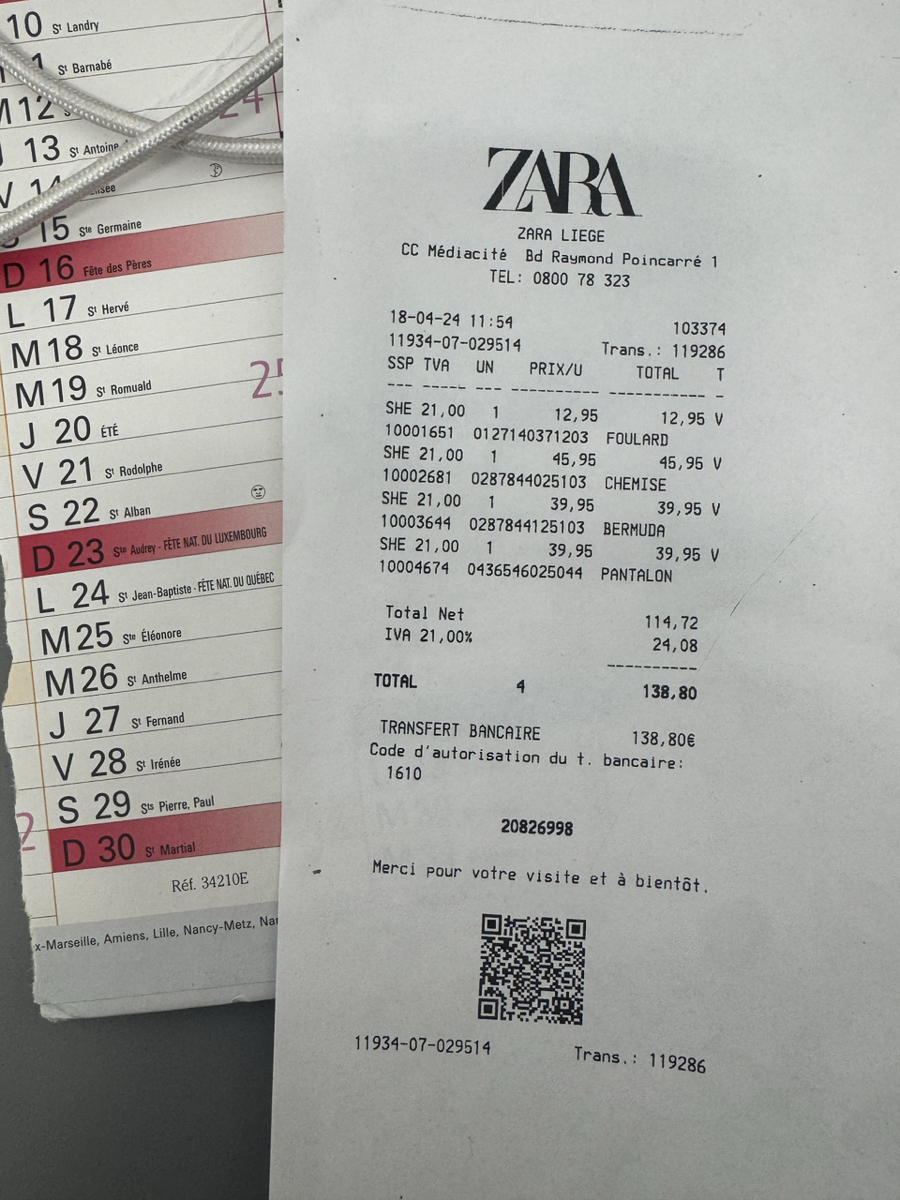 10 St Landry
St Barnabé
M 12
13 St Antoine
V 14
15 Ste Germaine
D 16 Fête des Pères
L 17 St Hervé
M 18 St Léonce
M 19 St Romuald
J 20 ÉTÉ
V 21 St Rodolphe
S 22 St Alban
D 23 Ste Audrey - FÊTE NAT. DU LUXEMBOURG
L 24 St Jean-Baptiste - FÊTE NAT. DU QUÉBEC
M 25 Ste Éléonore
M 26 St Anthelme
J 27 St Fernand
V 28 St Irénée
S 29 Sts Pierre, Paul
D 30 St Martial
Réf. 34210E
x-Marseille, Amiens, Lille, Nancy-Metz,
ZARA
ZARA LIEGE
CC Médiacité Bd Raymond Poincarré 1
TEL: 0800 78 323
18-04-24 11:54 103374
11934-07-029514 Trans.: 119286
SSP TVA UN PRIX/U TOTAL T
--- ----- --- ---------- ----------- -
SHE 21,00 1 12,95 12,95 V
10001651 0127140371203 FOULARD
SHE 21,00 1 45,95 45,95 V
10002681 0287844025103 CHEMISE
SHE 21,00 1 39,95 39,95 V
10003644 0287844125103 BERMUDA
SHE 21,00 1 39,95 39,95 V
10004674 0436546025044 PANTALON
Total Net 114,72
IVA 21,00% 24,08
----------
TOTAL 4 138,80
TRANSFERT BANCAIRE 138,80€
Code d'autorisation du t. bancaire:
1610
20826998
Merci pour votre visite et à bientôt.
11934-07-029514 Trans.: 119286